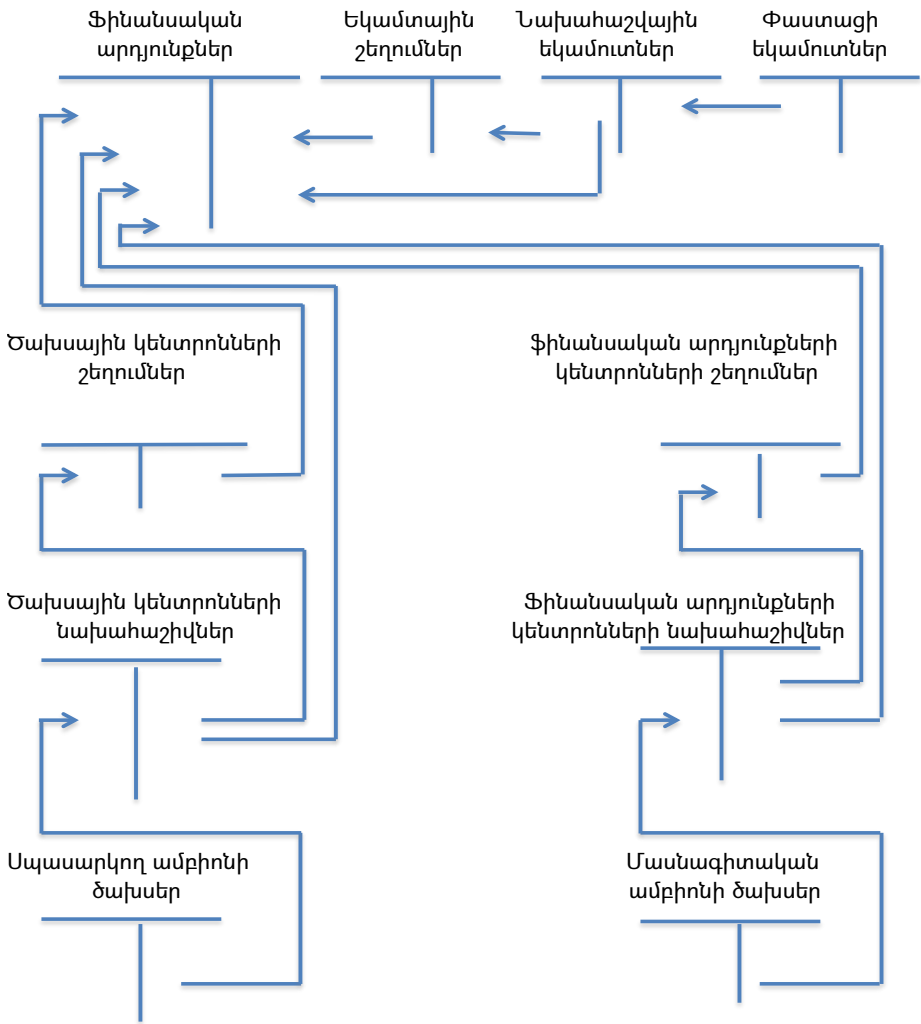 Ֆինանսական
արդյունքներ
Եկամտային
շեղումներ
Նախահաշվային
եկամուտներ
Փաստացի
եկամուտներ
Ծախսային կենտրոնների
շեղումներ
ֆինանսական արդյունքների
կենտրոնների շեղումներ
Ծախսային կենտրոնների
նախահաշիվներ
Ֆինանսական արդյունքների
կենտրոնների նախահաշիվներ
Սպասարկող ամբիոնի
ծախսեր
Մասնագիտական
ամբիոնի ծախսեր